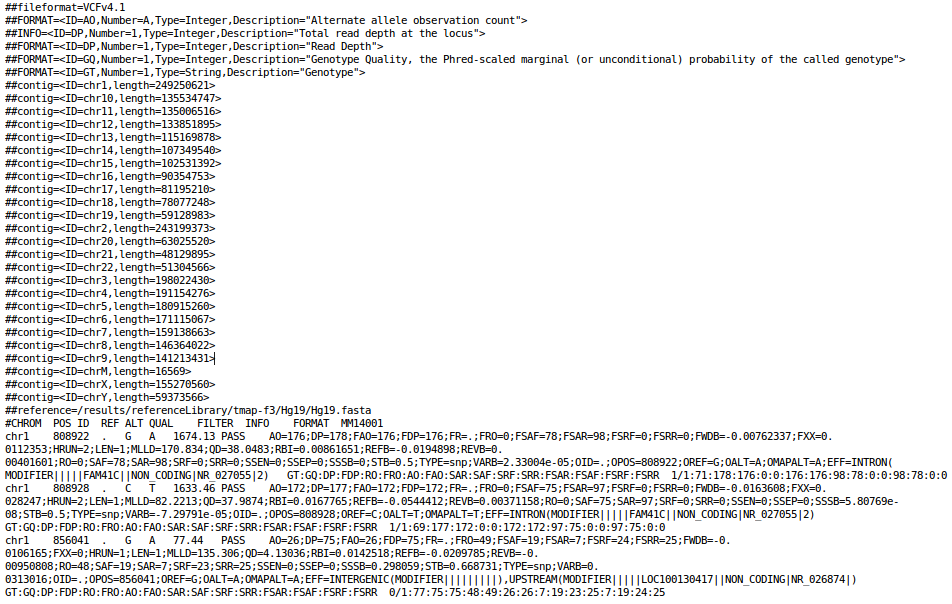 ##fileformat=VCFv4.1
##FORMAT=<ID=AO,Number=A,Type=Integer,Description="Alternate allele observation count">
##INFO=<ID=DP,Number=1,Type=Integer,Description="Total read depth at the locus">
##FORMAT=<ID=DP,Number=1,Type=Integer,Description="Read Depth">
##FORMAT=<ID=GQ,Number=1,Type=Integer,Description="Genotype Quality, the Phred-scaled marginal (or unconditional) probability of the called genotype">
##FORMAT=<ID=GT,Number=1,Type=String,Description="Genotype">
##contig=<ID=chr1,length=249250621>
##contig=<ID=chr10,length=135534747>
##contig=<ID=chr11,length=135006516>
##contig=<ID=chr12,length=133851895>
##contig=<ID=chr13,length=115169878>
##contig=<ID=chr14,length=107349540>
##contig=<ID=chr15,length=102531392>
##contig=<ID=chr16,length=90354753>
##contig=<ID=chr17,length=81195210>
##contig=<ID=chr18,length=78077248>
##contig=<ID=chr19,length=59128983>
##contig=<ID=chr2,length=243199373>
##contig=<ID=chr20,length=63025520>
##contig=<ID=chr21,length=48129895>
##contig=<ID=chr22,length=51304566>
##contig=<ID=chr3,length=198022430>
##contig=<ID=chr4,length=191154276>
##contig=<ID=chr5,length=180915260>
##contig=<ID=chr6,length=171115067>
##contig=<ID=chr7,length=159138663>
##contig=<ID=chr8,length=146364022>
##contig=<ID=chr9,length=141213431>
##contig=<ID=chrM,length=16569>
##contig=<ID=chrX,length=155270560>
##contig=<ID=chrY,length=59373566>
##reference=/results/referenceLibrary/tmap-f3/Hg19/Hg19.fasta
#CHROM POS ID REF ALT QUAL FILTER INFO FORMAT MM14001
chr1 808922 . G A 1674.13 PASS AO=176;DP=178;FAO=176;FDP=176;FR=.;FRO=0;FSAF=78;FSAR=98;FSRF=0;FSRR=0;FWDB=-0.00762337;FXX=0.
0112353;HRUN=2;LEN=1;MLLD=170.834;QD=38.0483;RBI=0.00861651;REFB=-0.0194898;REVB=0.
00401601;RO=0;SAF=78;SAR=98;SRF=0;SRR=0;SSEN=0;SSEP=0;SSSB=0;STB=0.5;TYPE=snp;VARB=2.33004e-05;OID=.;OPOS=808922;OREF=G;OALT=A;OMAPALT=A;EFF=INTRON(
MODIFIER|||||FAM41C||NON_CODING|NR_027055|2) GT:GQ:DP:FDP:RO:FRO:AO:FAO:SAR:SAF:SRF:SRR:FSAR:FSAF:FSRF:FSRR 1/1:71:178:176:0:0:176:176:98:78:0:0:98:78:0:0
chr1 808928 . C T 1633.46 PASS AO=172;DP=177;FAO=172;FDP=172;FR=.;FRO=0;FSAF=75;FSAR=97;FSRF=0;FSRR=0;FWDB=-0.0163608;FXX=0.
028247;HRUN=2;LEN=1;MLLD=82.2213;QD=37.9874;RBI=0.0167765;REFB=-0.0544412;REVB=0.00371158;RO=0;SAF=75;SAR=97;SRF=0;SRR=0;SSEN=0;SSEP=0;SSSB=5.80769e-
08;STB=0.5;TYPE=snp;VARB=-7.29791e-05;OID=.;OPOS=808928;OREF=C;OALT=T;OMAPALT=T;EFF=INTRON(MODIFIER|||||FAM41C||NON_CODING|NR_027055|2)
GT:GQ:DP:FDP:RO:FRO:AO:FAO:SAR:SAF:SRF:SRR:FSAR:FSAF:FSRF:FSRR 1/1:69:177:172:0:0:172:172:97:75:0:0:97:75:0:0
chr1 856041 . G A 77.44 PASS AO=26;DP=75;FAO=26;FDP=75;FR=.;FRO=49;FSAF=19;FSAR=7;FSRF=24;FSRR=25;FWDB=-0.
0106165;FXX=0;HRUN=1;LEN=1;MLLD=135.306;QD=4.13036;RBI=0.0142518;REFB=-0.0209785;REVB=-0.
00950808;RO=48;SAF=19;SAR=7;SRF=23;SRR=25;SSEN=0;SSEP=0;SSSB=0.298059;STB=0.668731;TYPE=snp;VARB=0.
0313016;OID=.;OPOS=856041;OREF=G;OALT=A;OMAPALT=A;EFF=INTERGENIC(MODIFIER|||||||||),UPSTREAM(MODIFIER|||||LOC100130417||NON_CODING|NR_026874|)
GT:GQ:DP:FDP:RO:FRO:AO:FAO:SAR:SAF:SRF:SRR:FSAR:FSAF:FSRF:FSRR 0/1:77:75:75:48:49:26:26:7:19:23:25:7:19:24:25